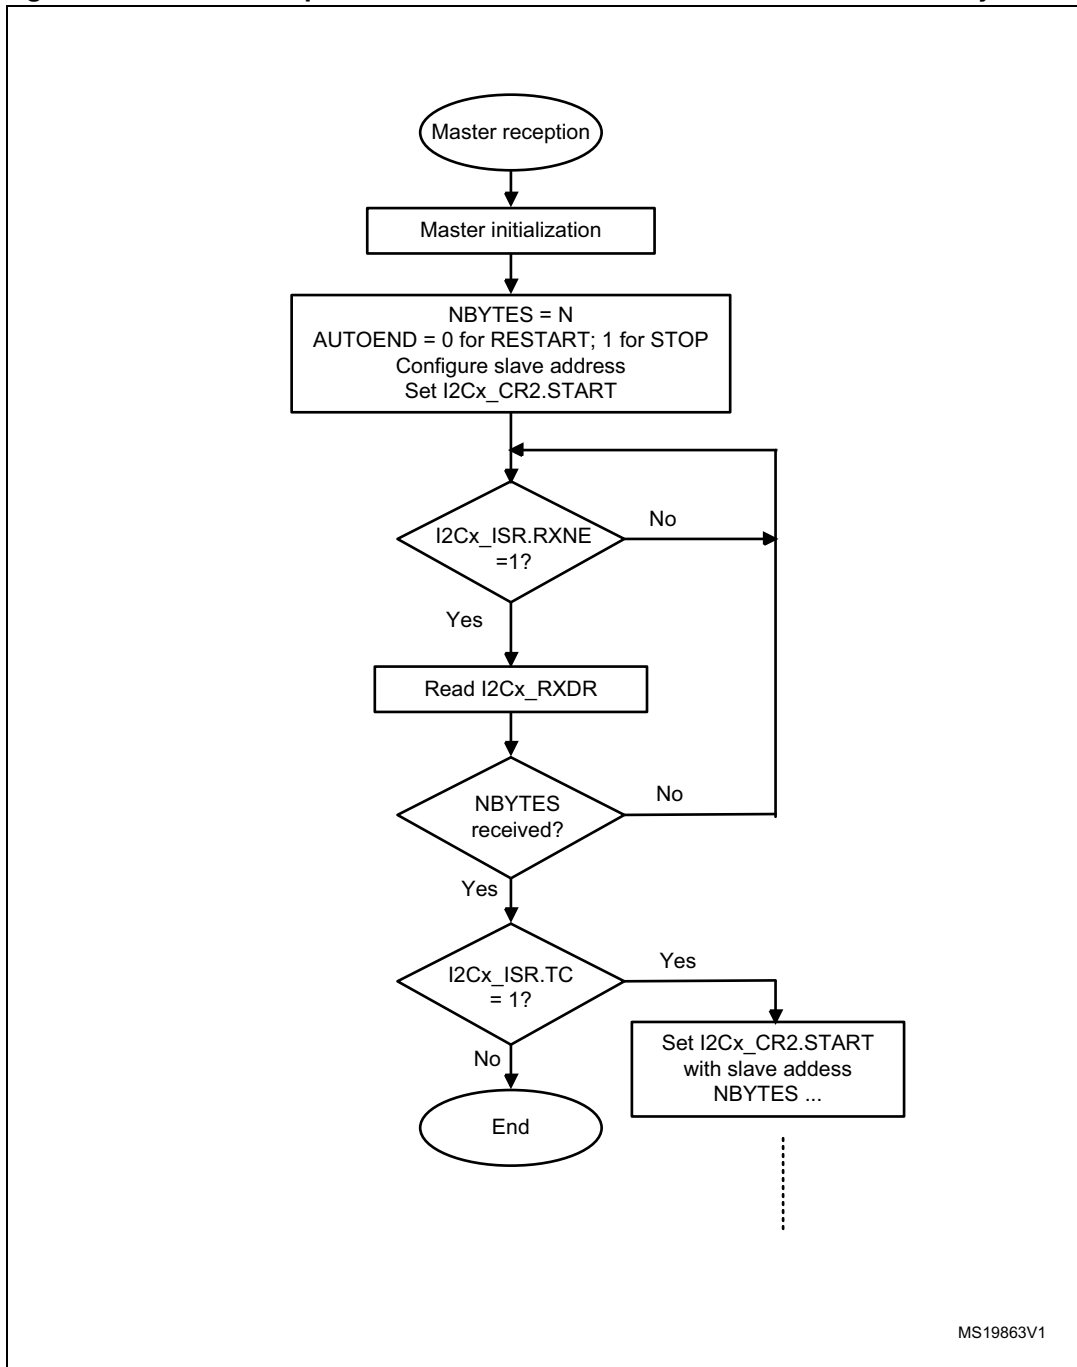 Master reception
Master initialization
NBYTES = N
AUTOEND = 0 for RESTART; 1 for STOP
Configure slave address
Set I2Cx_CR2.START
I2Cx_ISR.RXNE
=1?
No
Yes
Read I2Cx_RXDR
NBYTES
received?
No
Yes
I2Cx_ISR.TC
= 1?
Yes
No
Set I2Cx_CR2.START
with slave addess
NBYTES ...
End
MS19863V1